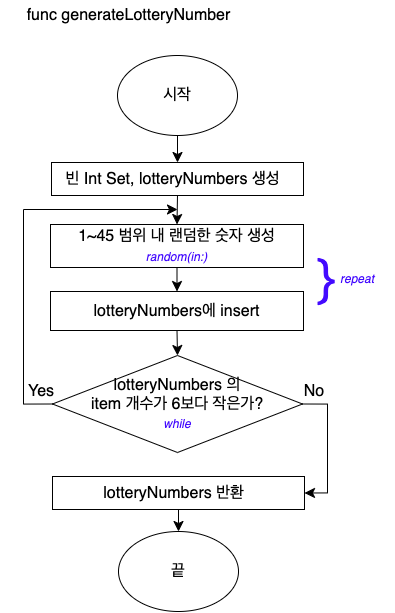 func generateLotteryNumber
시작
빈 Int Set, lotteryNumbers 생성
1~45 범위 내 랜덤한 숫자 생성
random(in:)
repeat
lotteryNumbers에 insert
Yes
No
lotteryNumbers 의
item 개수가 6보다 작은가?
while
lotteryNumbers 반환
끝